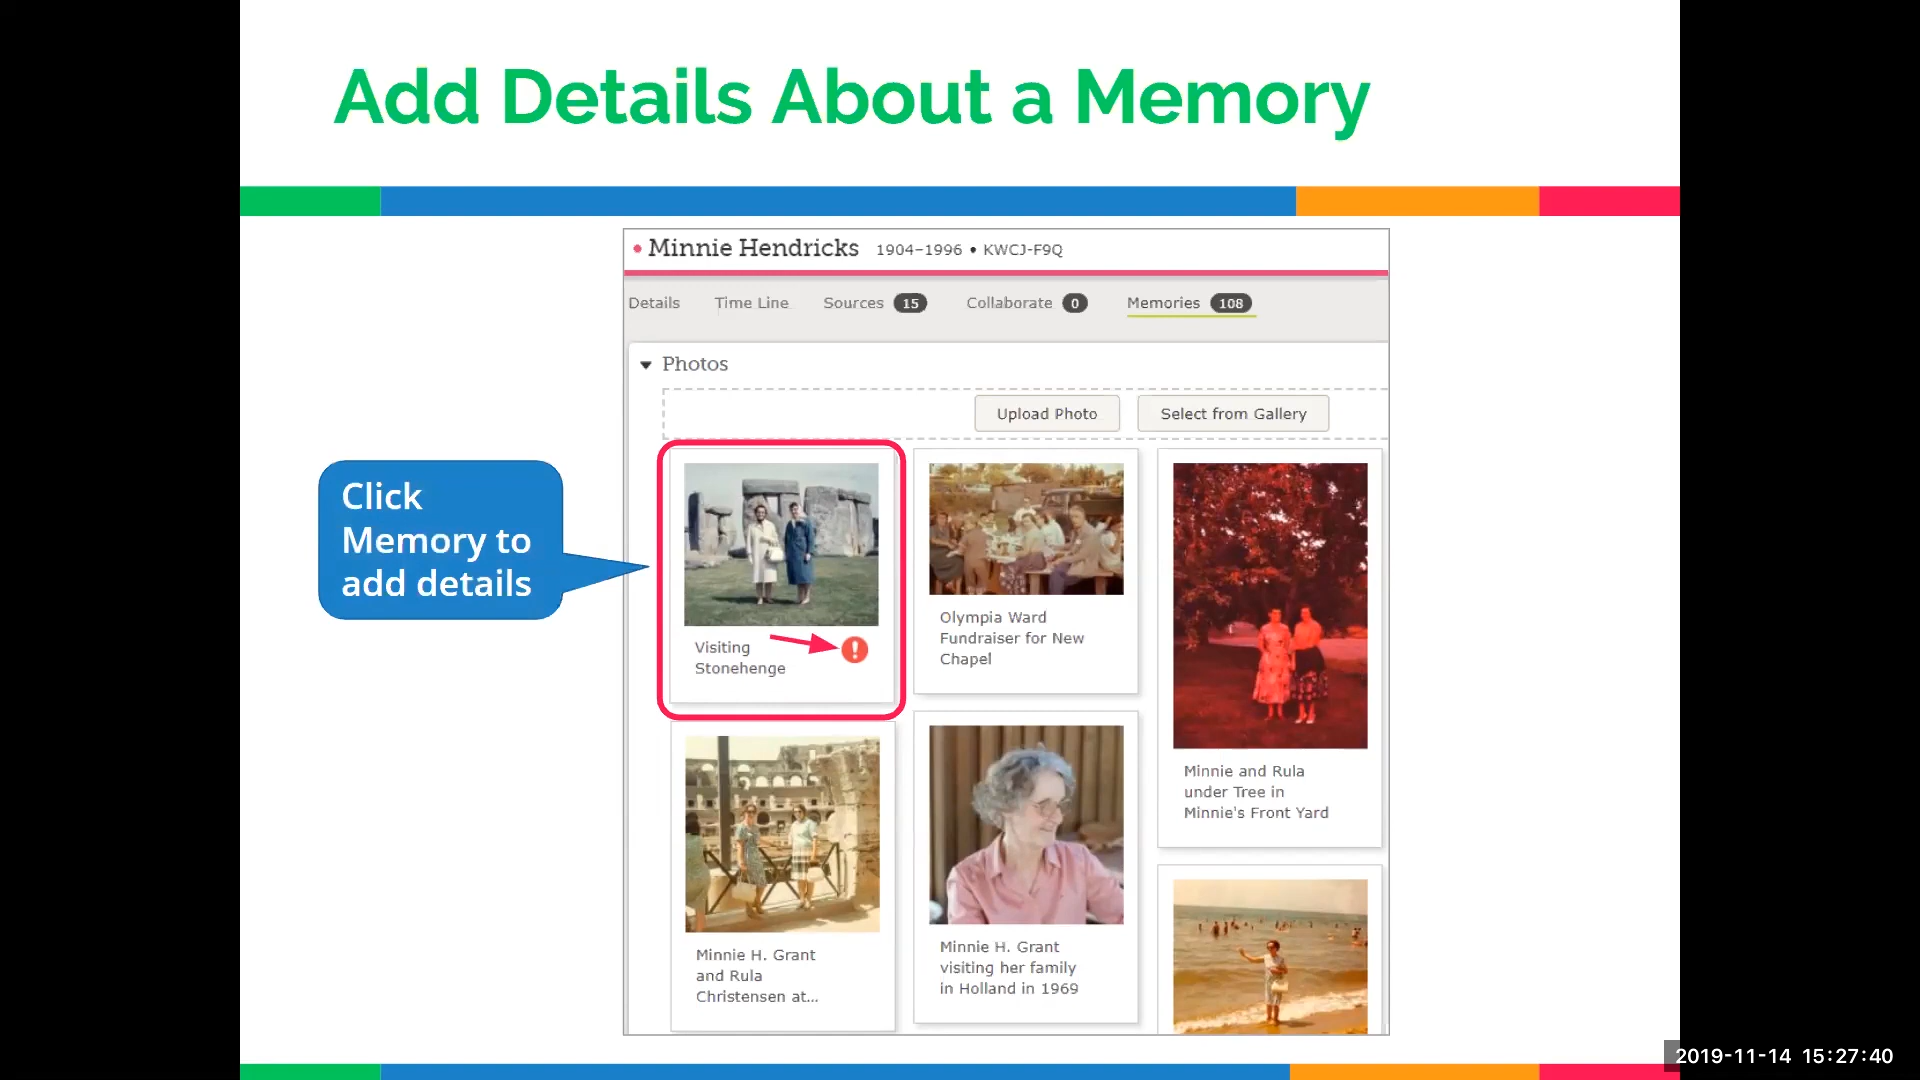 Add Details About a Memory
Minnie Hendricks 1904–1996 • KWCJ-F9Q
Details Time Line Sources 15 Collaborate 0 Memories 108
Photos
Upload Photo Select from Gallery
Click
Memory to
add details
Visiting
Stonehenge
Olympia Ward
Fundraiser for New
Chapel
Minnie and Rula
under Tree in
Minnie's Front Yard
Minnie H. Grant
and Rula
Christensen at...
Minnie H. Grant
visiting her family
in Holland in 1969
2019-11-14 15:27:40